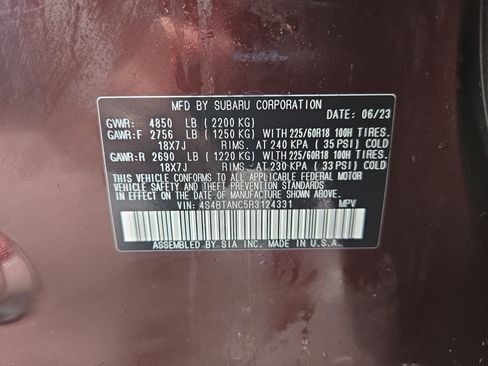 MFD BY SUBARU CORPORATION DATE: 06/23
GVWR: 4850 LB (2200 KG)
GAWR:F 2756 LB (1250 KG) WITH 225/60R18 100H TIRES.
18X7J RIMS. AT 240 KPA (35 PSI) COLD
GAWR:R 2690 LB (1220 KG) WITH 225/60R18 100H TIRES.
18X7J RIMS. AT 230 KPA (33 PSI) COLD
THIS VEHICLE CONFORMS TO ALL APPLICABLE FEDERAL MOTOR
VEHICLE SAFETY AND THEFT PREVENTION STANDARDS
IN EFFECT ON THE DATE OF MANUFACTURE SHOWN ABOVE.
VIN: 4S4BTANC5R3124331 MPV
ASSEMBLED BY SIA INC. IN U.S.A.